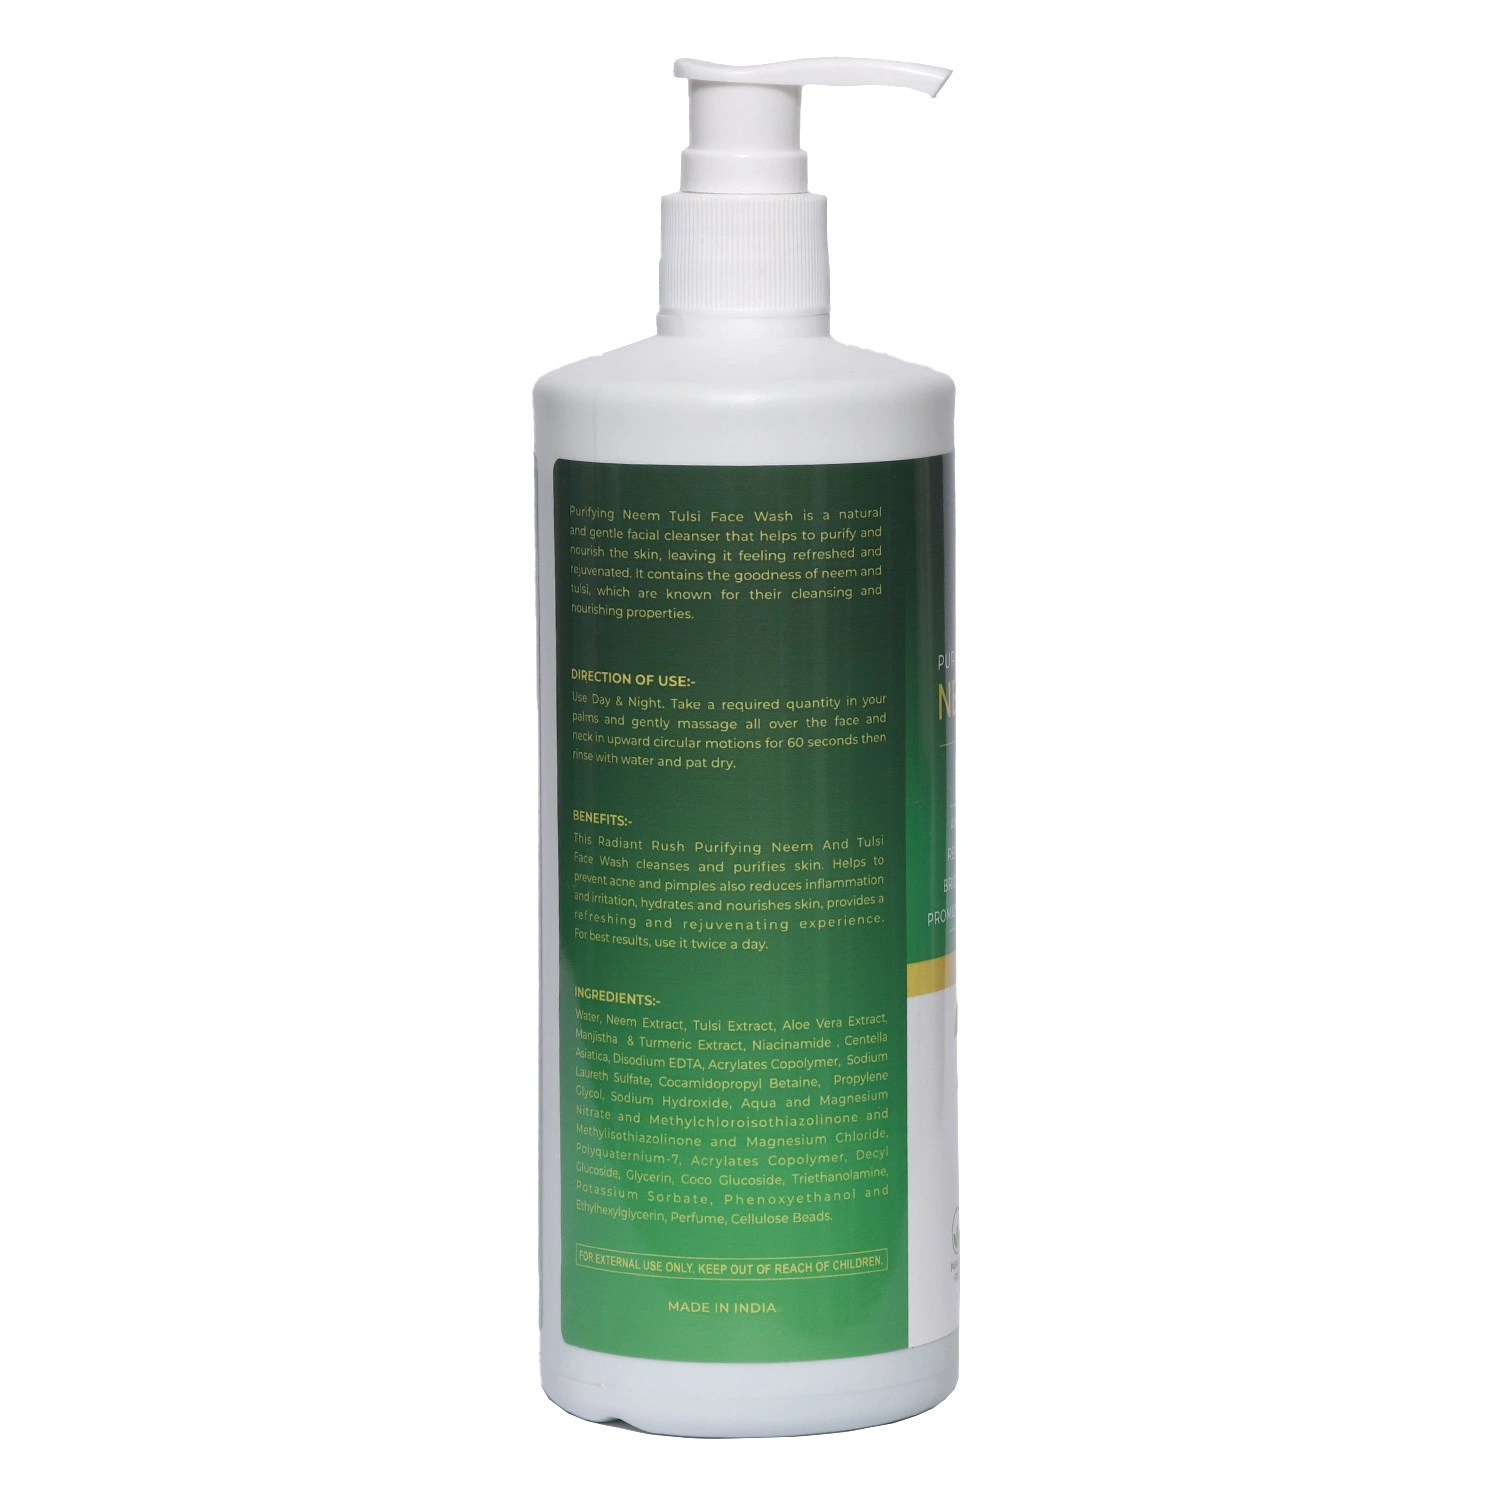 Purifying Neem Tulsi Face Wash is a natural
and gentle facial cleanser that helps to purify and
nourish the skin, leaving it feeling refreshed and
rejuvenated. It contains the goodness of neem and
tulsi, which are known for their cleansing and
nourishing properties.
DIRECTION OF USE:-
Use Day & Night. Take a required quantity in your
palms and gently massage all over the face and
neck in upward circular motions for 60 seconds then
rinse with water and pat dry.
BENEFITS:-
This Radiant Rush Purifying Neem And Tulsi
Face Wash cleanses and purifies skin. Helps to
prevent acne and pimples also reduces inflammation
and irritation, hydrates and nourishes skin, provides a
refreshing and rejuvenating experience.
For best results, use it twice a day.
INGREDIENTS:-
Water, Neem Extract, Tulsi Extract, Aloe Vera Extract,
Manjistha & Turmeric Extract, Niacinamide , Centella
Asiatica, Disodium EDTA, Acrylates Copolymer, Sodium
Laureth Sulfate, Cocamidopropyl Betaine, Propylene
Glycol, Sodium Hydroxide, Aqua and Magnesium
Nitrate and Methylchloroisothiazolinone and
Methylisothiazolinone and Magnesium Chloride,
Polyquaternium-7, Acrylates Copolymer, Decyl
Glucoside, Glycerin, Coco Glucoside, Triethanolamine,
Potassium Sorbate, Phenoxyethanol and
Ethylhexylglycerin, Perfume, Cellulose Beads.
FOR EXTERNAL USE ONLY. KEEP OUT OF REACH OF CHILDREN.
MADE IN INDIA